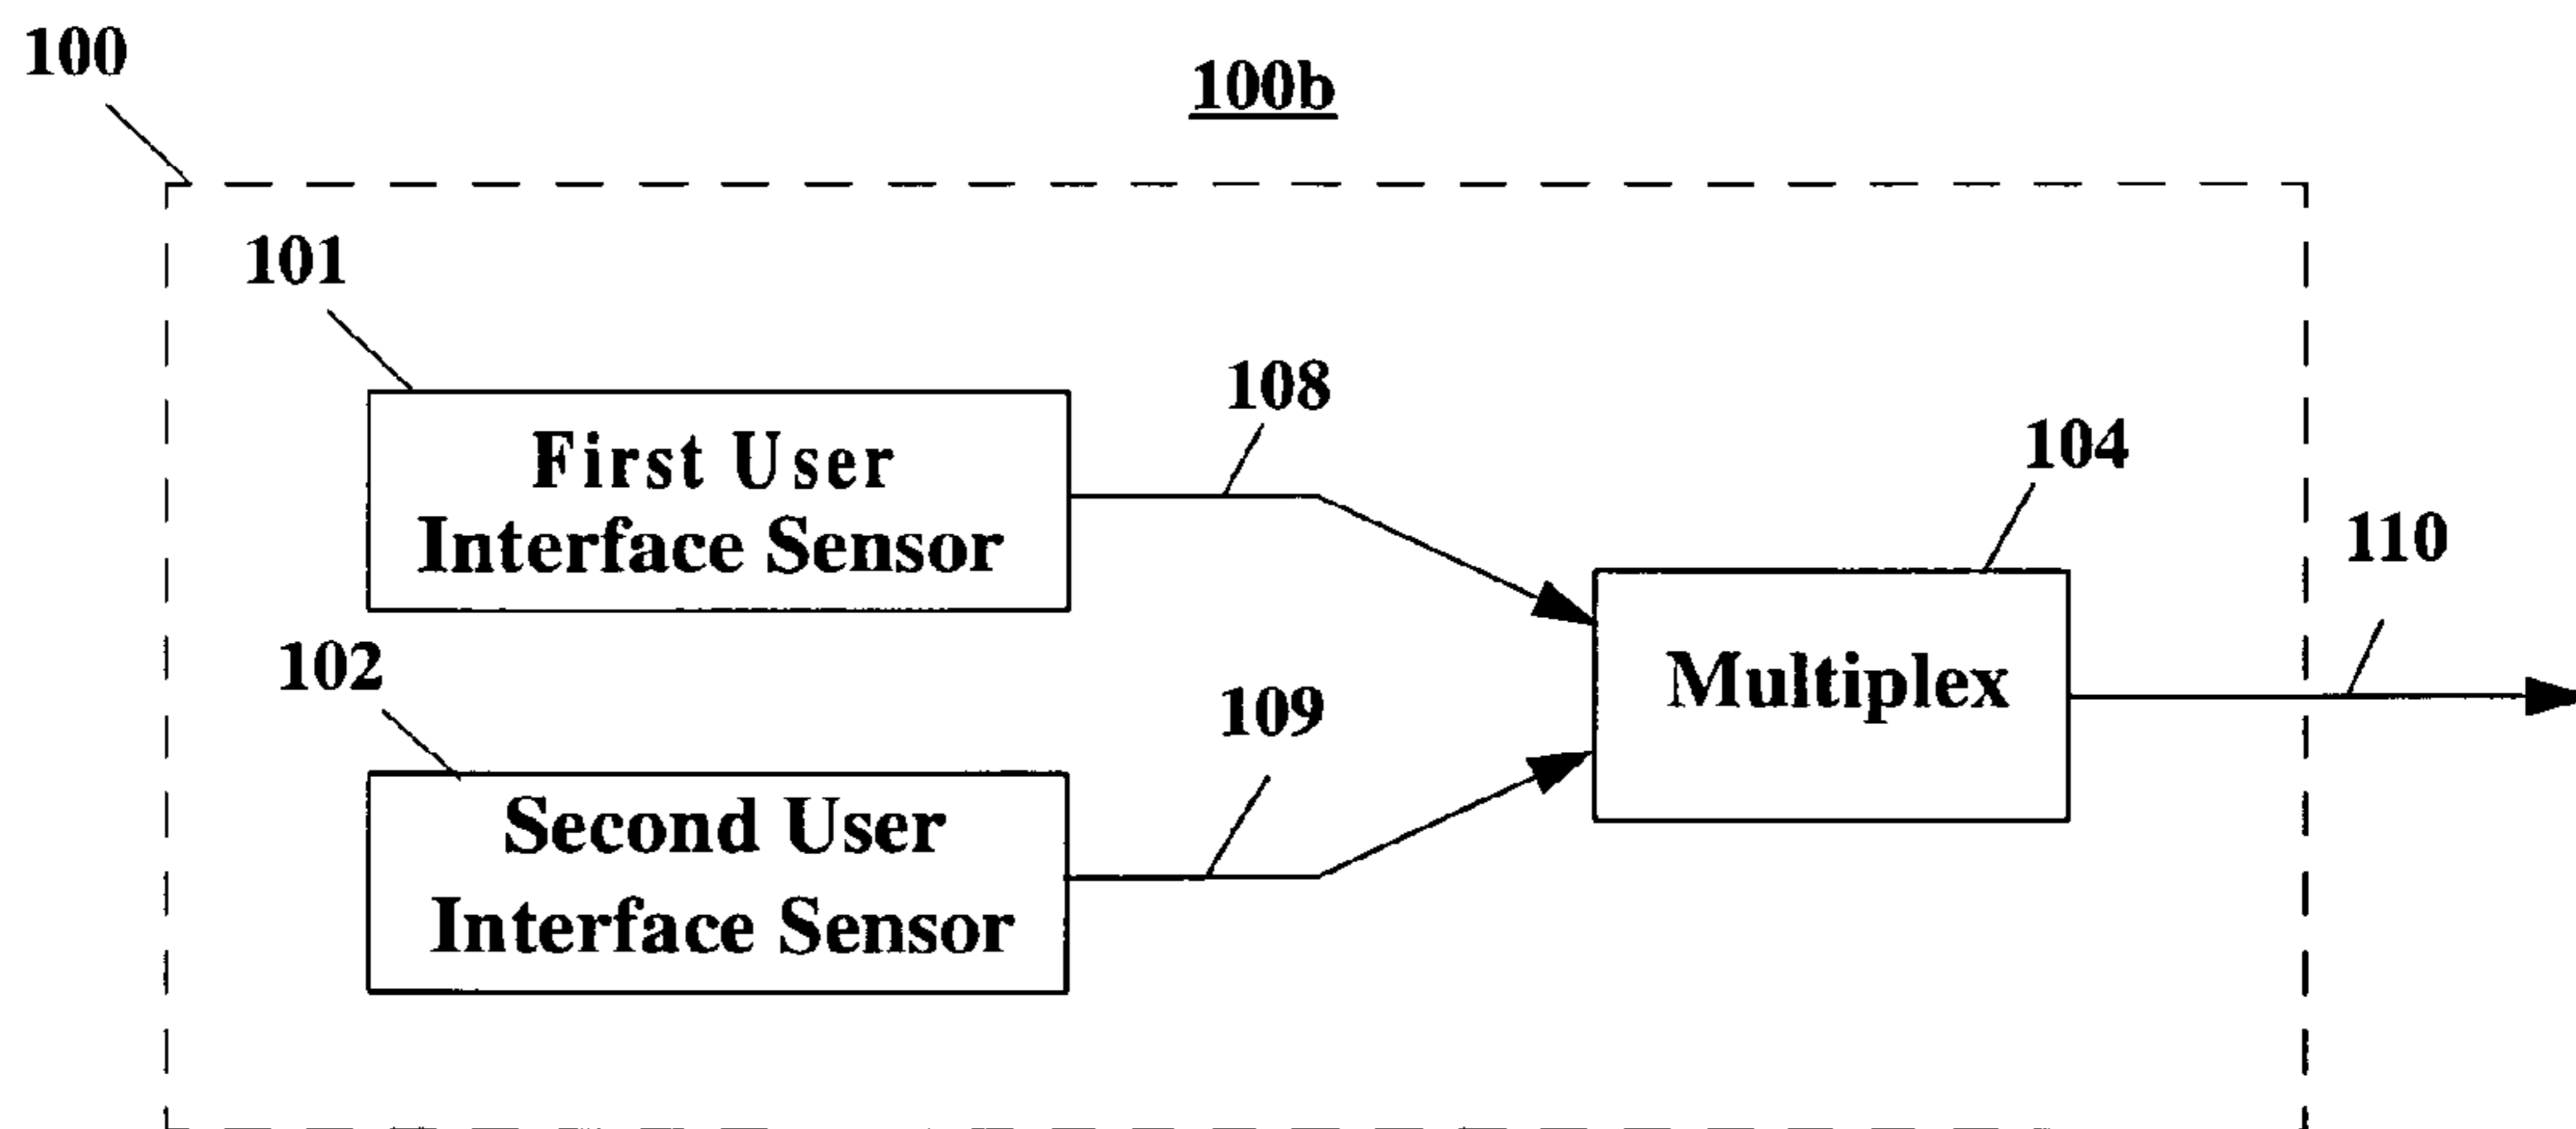 100
100b
101
First User
Interface Sensor
108
104
110
102
109
Multiplex
Second User
Interface Sensor